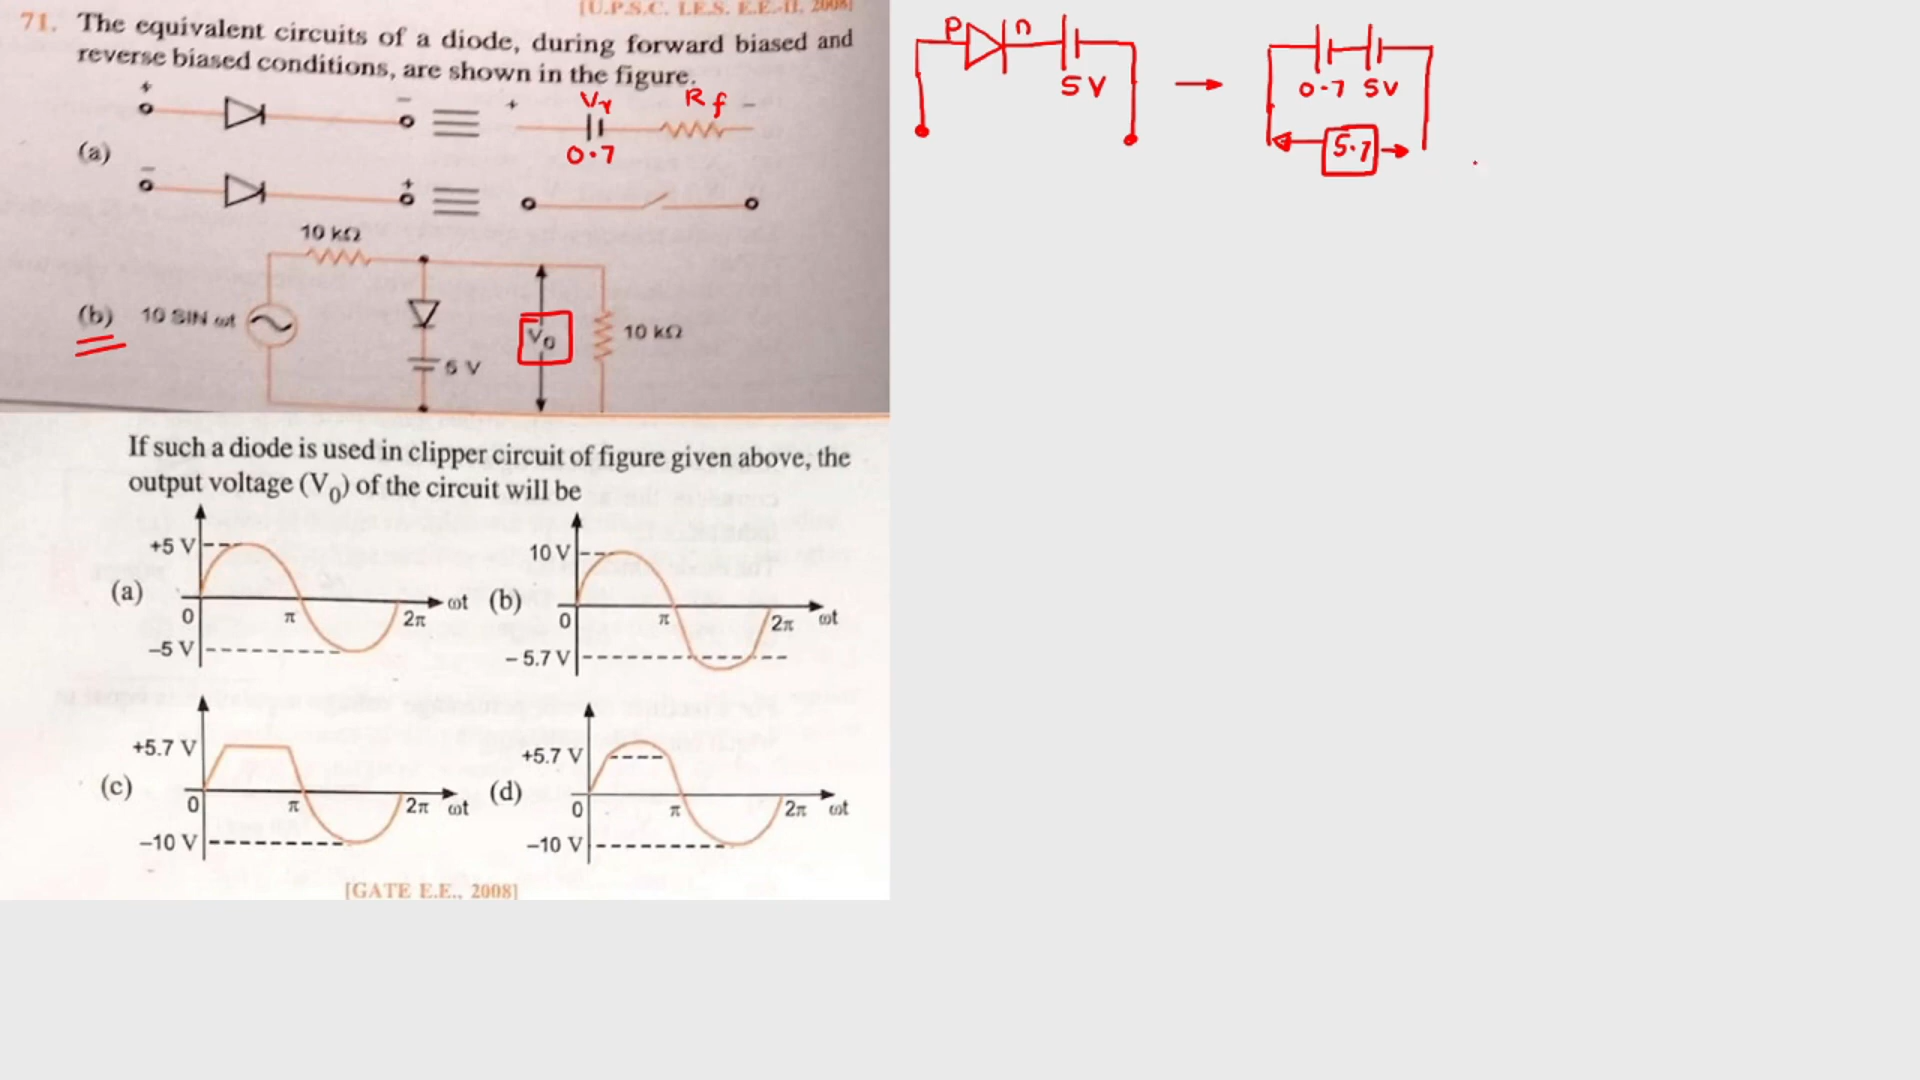 [U.P.S.C. I.E.S. E.E.-II, 2008]
71. The equivalent circuits of a diode, during forward biased and
reverse biased conditions, are shown in the figure.
+ − + Vγ Rf −
0.7
(a)
− +
10 kΩ
(b) 10 SIN ωt V0 10 kΩ
5 V
If such a diode is used in clipper circuit of figure given above, the
output voltage (V0) of the circuit will be
+5 V
(a) 0 π 2π ωt
−5 V
10 V
(b) 0 π 2π ωt
− 5.7 V
+5.7 V
(c) 0 π 2π ωt
−10 V
+5.7 V
(d) 0 π 2π ωt
−10 V
[GATE E.E., 2008]
P n
5 V
0.7 5V
5.7